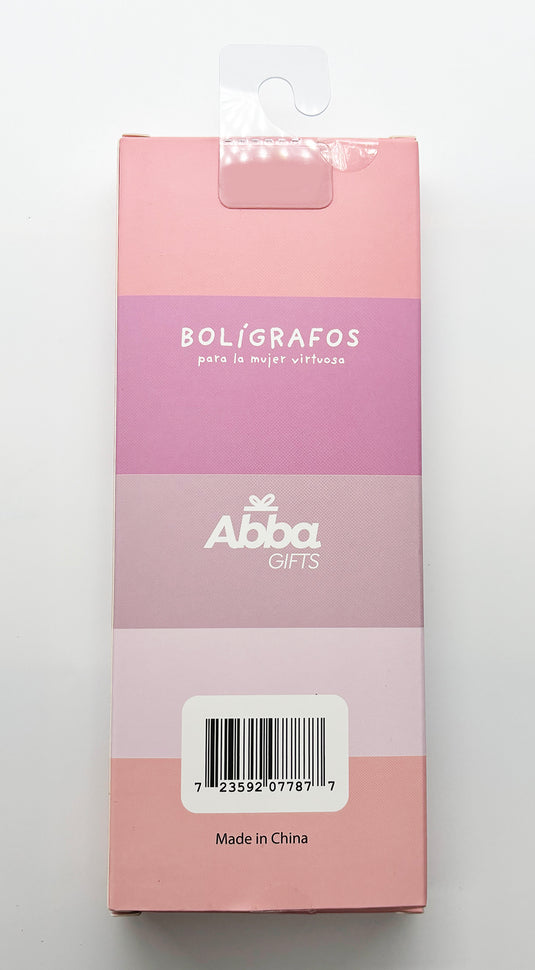 BOLÍGRAFOS
para la mujer virtuosa
Abba
GIFTS
7 23592 07787 7
Made in China